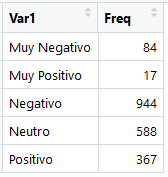 Var1 Freq
Muy Negativo 84
Muy Positivo 17
Negativo 944
Neutro 588
Positivo 367